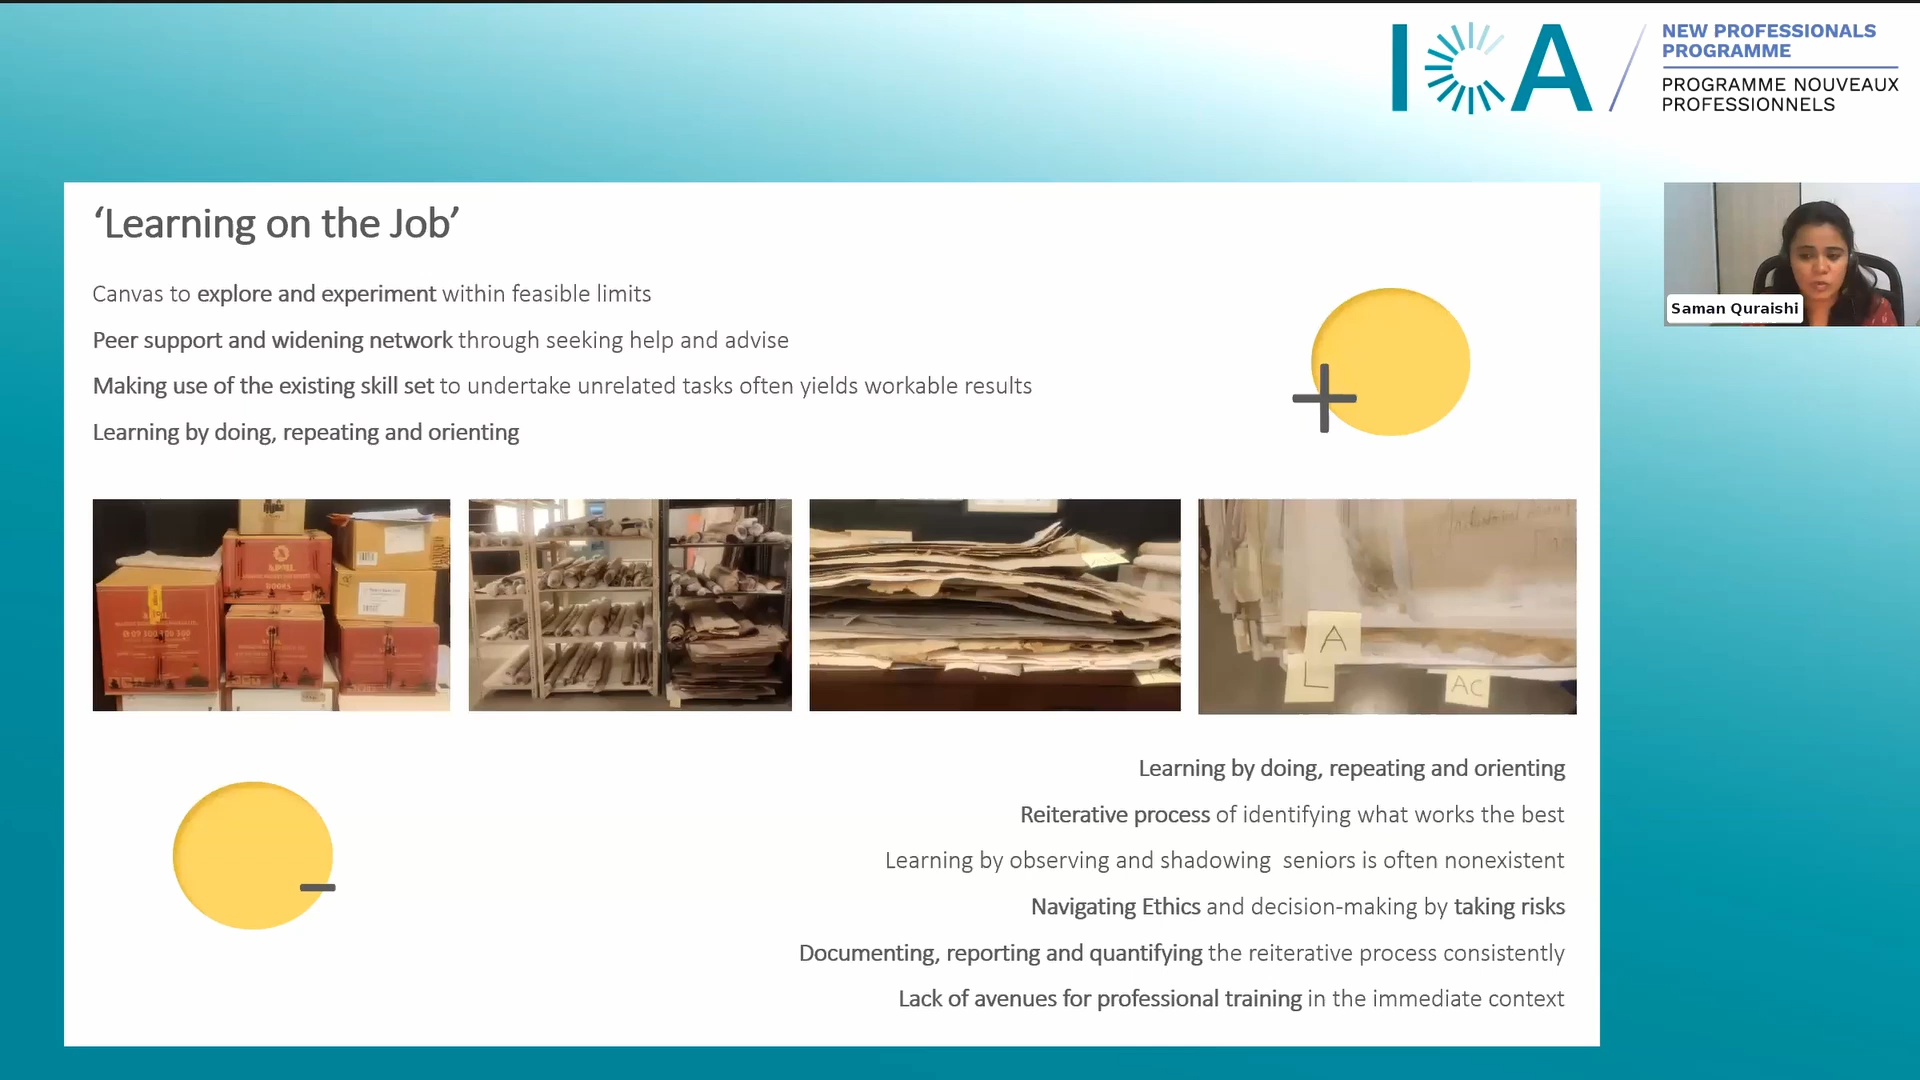 ICA
NEW PROFESSIONALS
PROGRAMME
PROGRAMME NOUVEAUX
PROFESSIONNELS
‘Learning on the Job’
Canvas to explore and experiment within feasible limits
Peer support and widening network through seeking help and advise
Making use of the existing skill set to undertake unrelated tasks often yields workable results
Learning by doing, repeating and orienting
Saman Quraishi
A
L
AC
Learning by doing, repeating and orienting
Reiterative process of identifying what works the best
Learning by observing and shadowing seniors is often nonexistent
Navigating Ethics and decision-making by taking risks
Documenting, reporting and quantifying the reiterative process consistently
Lack of avenues for professional training in the immediate context